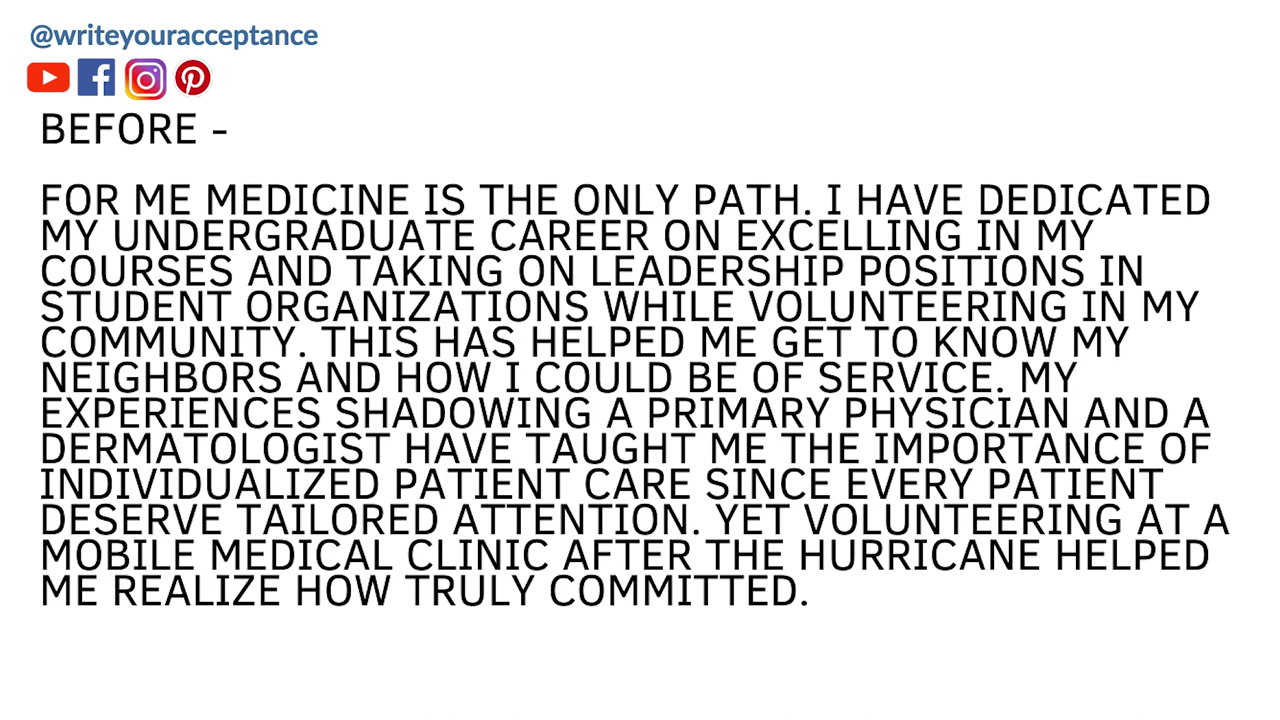 @writeyouracceptance
BEFORE -
FOR ME MEDICINE IS THE ONLY PATH. I HAVE DEDICATED
MY UNDERGRADUATE CAREER ON EXCELLING IN MY
COURSES AND TAKING ON LEADERSHIP POSITIONS IN
STUDENT ORGANIZATIONS WHILE VOLUNTEERING IN MY
COMMUNITY. THIS HAS HELPED ME GET TO KNOW MY
NEIGHBORS AND HOW I COULD BE OF SERVICE. MY
EXPERIENCES SHADOWING A PRIMARY PHYSICIAN AND A
DERMATOLOGIST HAVE TAUGHT ME THE IMPORTANCE OF
INDIVIDUALIZED PATIENT CARE SINCE EVERY PATIENT
DESERVE TAILORED ATTENTION. YET VOLUNTEERING AT A
MOBILE MEDICAL CLINIC AFTER THE HURRICANE HELPED
ME REALIZE HOW TRULY COMMITTED.